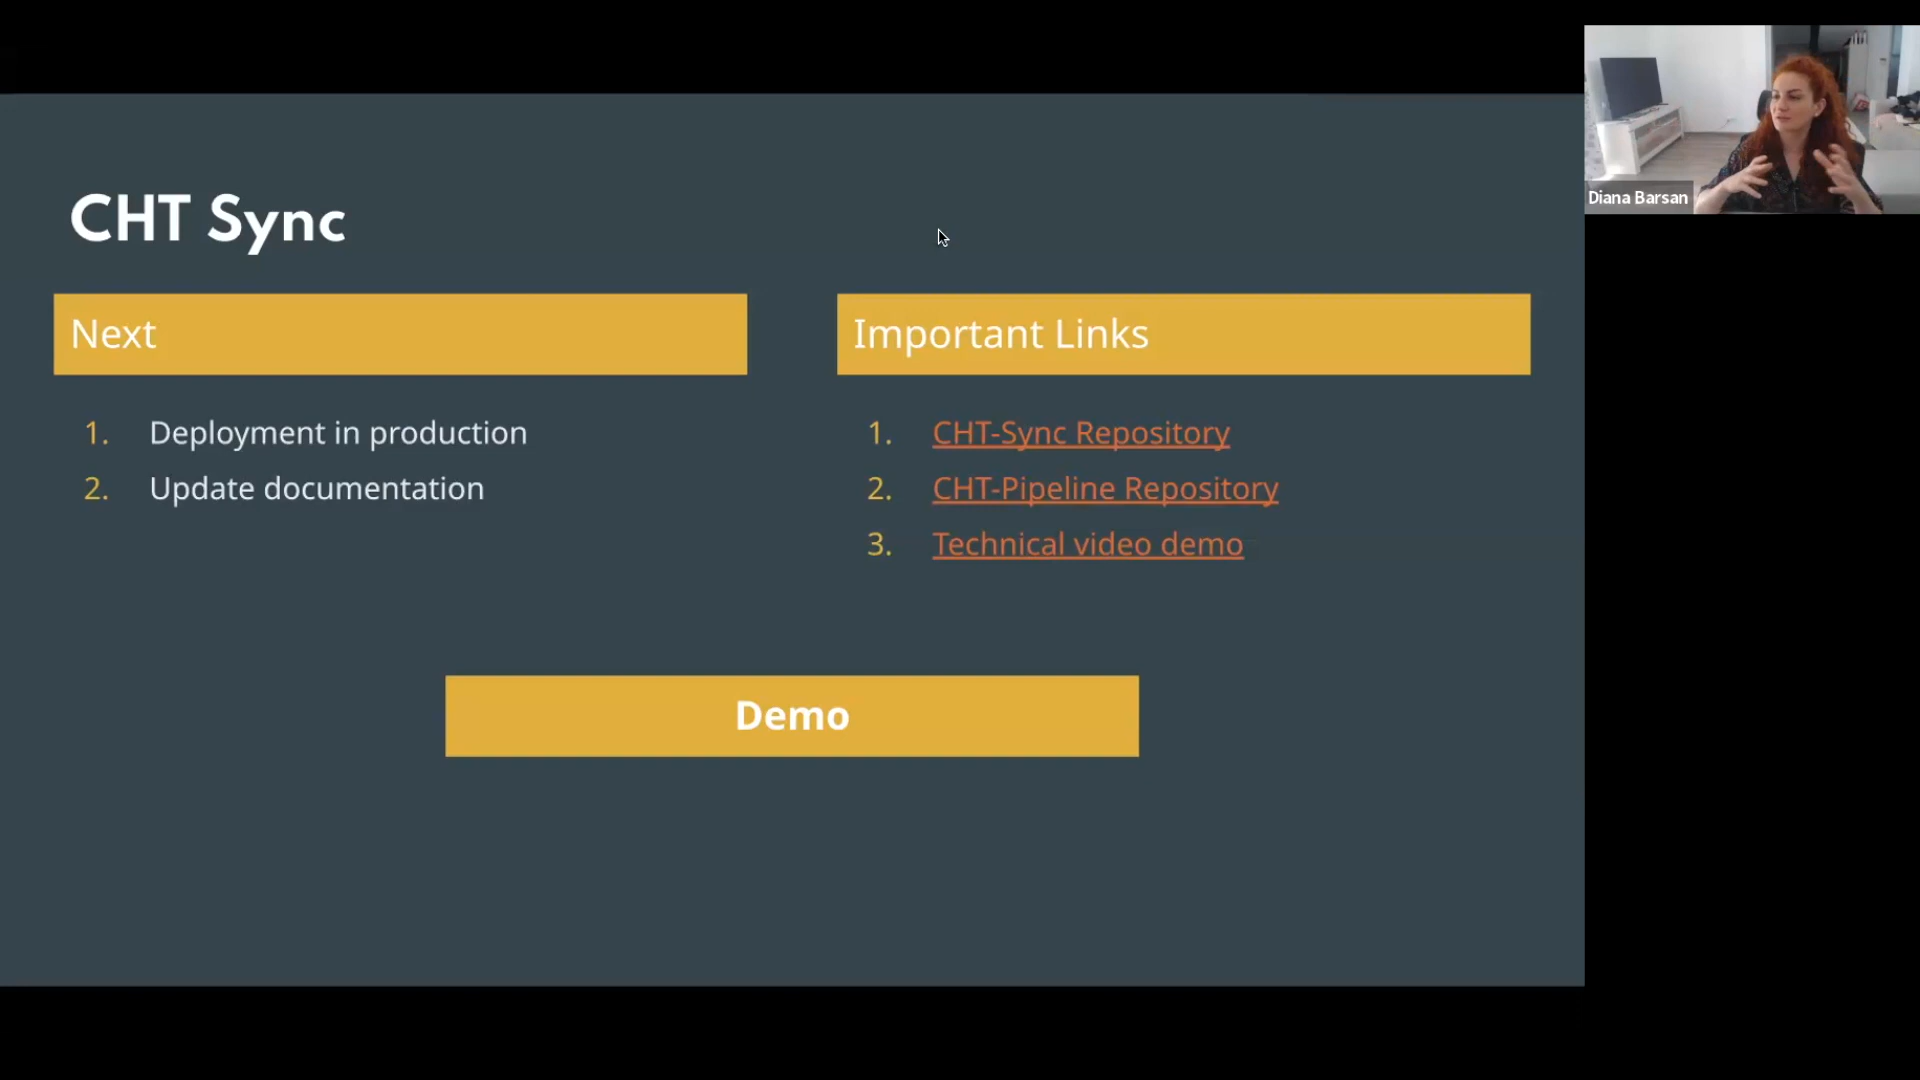 CHT Sync
Next
1. Deployment in production
2. Update documentation
Important Links
1. CHT-Sync Repository
2. CHT-Pipeline Repository
3. Technical video demo
Demo
Diana Barsan